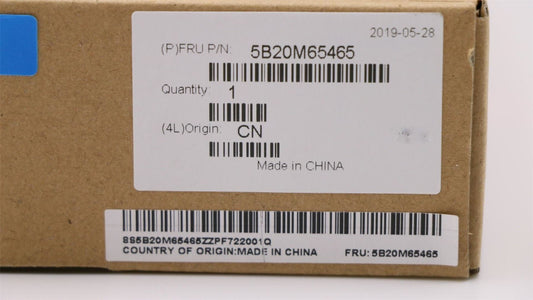 2019-05-28
(P)FRU P/N: 5B20M65465
Quantity: 1
(4L)Origin: CN
Made in CHINA
8S5B20M65465ZZPF722001Q
COUNTRY OF ORIGIN:MADE IN CHINA FRU: 5B20M65465